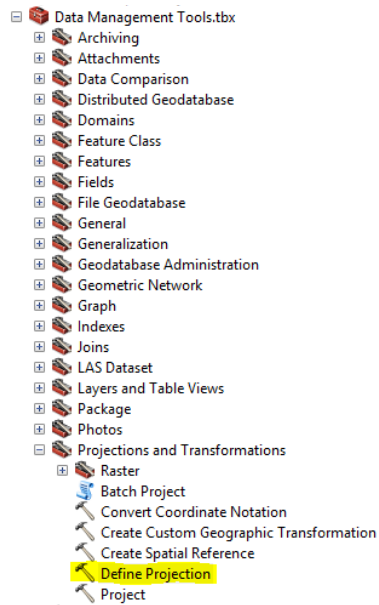 Data Management Tools.tbx
Archiving
Attachments
Data Comparison
Distributed Geodatabase
Domains
Feature Class
Features
Fields
File Geodatabase
General
Generalization
Geodatabase Administration
Geometric Network
Graph
Indexes
Joins
LAS Dataset
Layers and Table Views
Package
Photos
Projections and Transformations
Raster
Batch Project
Convert Coordinate Notation
Create Custom Geographic Transformation
Create Spatial Reference
Define Projection
Project